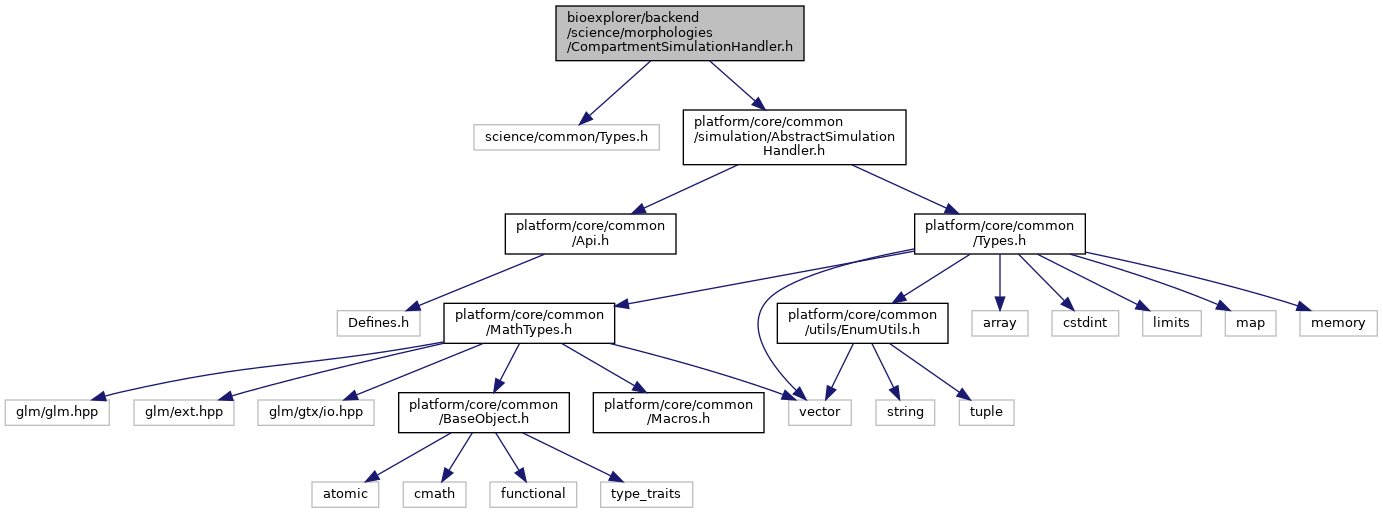 bioexplorer/backend
/science/morphologies
/CompartmentSimulationHandler.h
science/common/Types.h
platform/core/common
/simulation/AbstractSimulation
Handler.h
platform/core/common
/Api.h
platform/core/common
/Types.h
Defines.h
platform/core/common
/MathTypes.h
platform/core/common
/utils/EnumUtils.h
array
cstdint
limits
map
memory
glm/glm.hpp
glm/ext.hpp
glm/gtx/io.hpp
platform/core/common
/BaseObject.h
platform/core/common
/Macros.h
vector
string
tuple
atomic
cmath
functional
type_traits